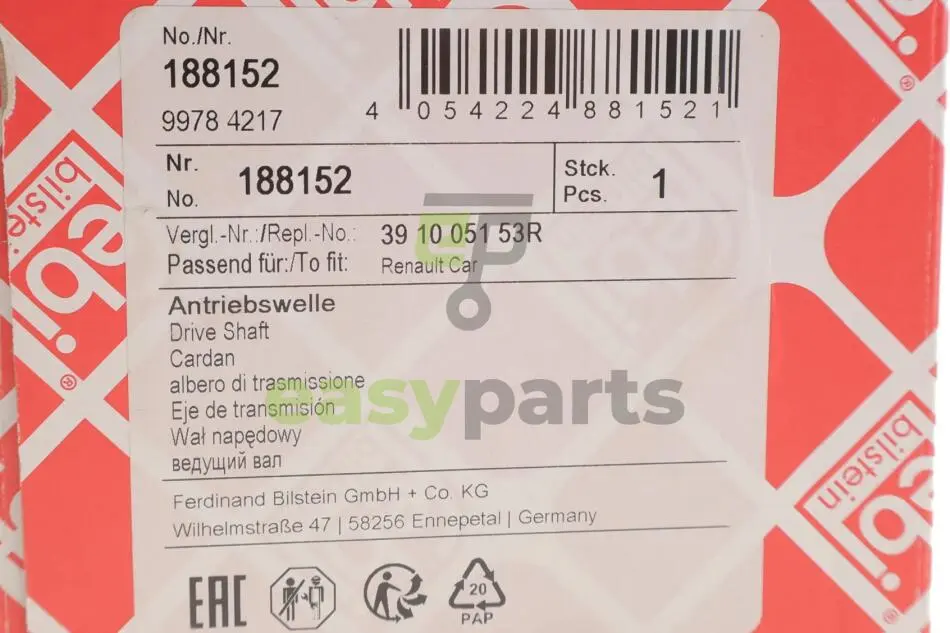 No./Nr.
188152
9978 4217
4 054224 881521
Nr.
No. 188152
Stck.
Pcs. 1
Vergl.-Nr.:/Repl.-No.: 39 10 051 53R
Passend für:/To fit: Renault Car
Antriebswelle
Drive Shaft
Cardan
albero di trasmissione
Eje de transmisión
Wał napędowy
ведущий вал
Ferdinand Bilstein GmbH + Co. KG
Wilhelmstraße 47 | 58256 Ennepetal | Germany
EAC
20
PAP
easyparts
ep
febi
bilstein
®
febi
bilstein
®
bilstein